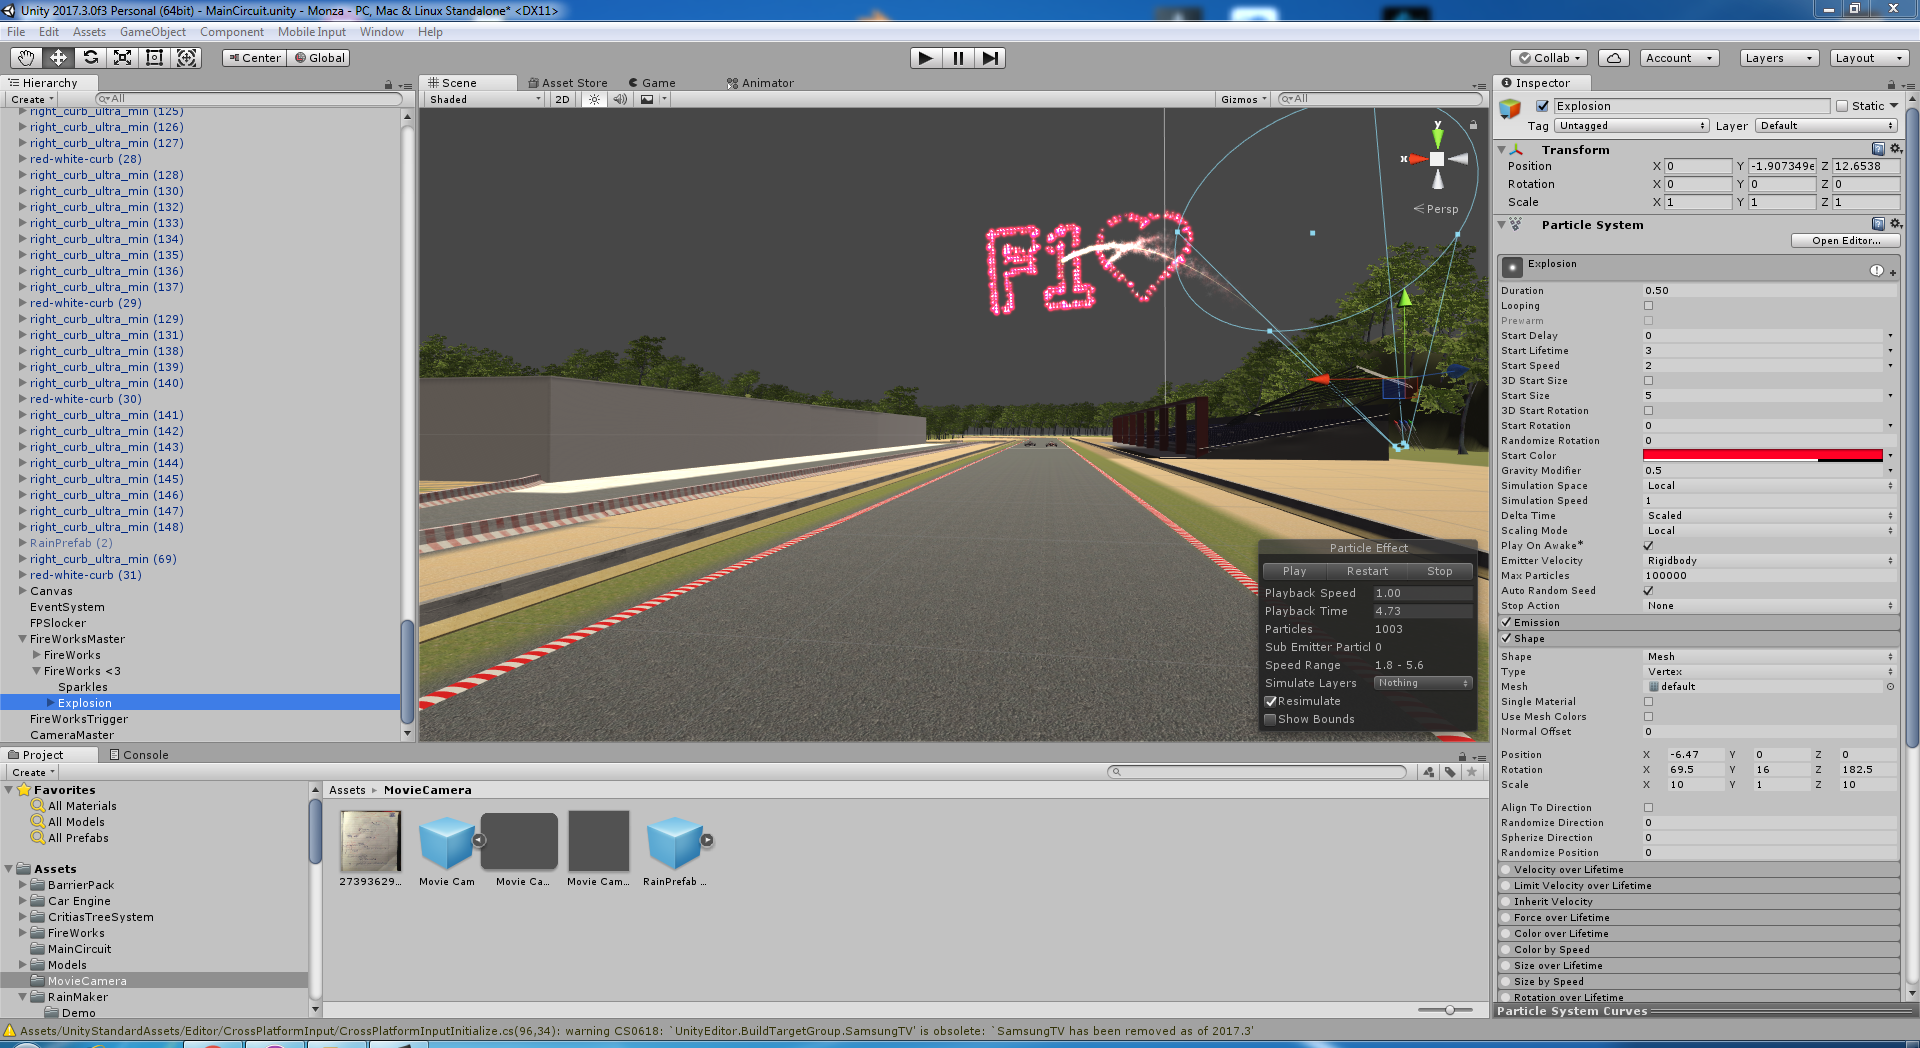 Unity 2017.3.0f3 Personal (64bit) - MainCircuit.unity - Monza - PC, Mac & Linux Standalone* <DX11>
File Edit Assets GameObject Component Mobile Input Window Help
Center Global Collab Account Layers Layout
Hierarchy
Create All
right_curb_ultra_min (125)
right_curb_ultra_min (126)
right_curb_ultra_min (127)
red-white-curb (28)
right_curb_ultra_min (128)
right_curb_ultra_min (130)
right_curb_ultra_min (132)
right_curb_ultra_min (133)
right_curb_ultra_min (134)
right_curb_ultra_min (135)
right_curb_ultra_min (136)
right_curb_ultra_min (137)
red-white-curb (29)
right_curb_ultra_min (129)
right_curb_ultra_min (131)
right_curb_ultra_min (138)
right_curb_ultra_min (139)
right_curb_ultra_min (140)
red-white-curb (30)
right_curb_ultra_min (141)
right_curb_ultra_min (142)
right_curb_ultra_min (143)
right_curb_ultra_min (144)
right_curb_ultra_min (145)
right_curb_ultra_min (146)
right_curb_ultra_min (147)
right_curb_ultra_min (148)
RainPrefab (2)
right_curb_ultra_min (69)
red-white-curb (31)
Canvas
EventSystem
FPSlocker
FireWorksMaster
FireWorks
FireWorks <3
Sparkles
Explosion
FireWorksTrigger
CameraMaster
Scene Asset Store Game Animator
Shaded 2D Gizmos All
y
x
Persp
F1
Particle Effect
Play Restart Stop
Playback Speed 1.00
Playback Time 4.73
Particles 1003
Sub Emitter Particl 0
Speed Range 1.8 - 5.6
Simulate Layers Nothing
Resimulate
Show Bounds
Inspector
Explosion Static
Tag Untagged Layer Default
Transform
Position X 0 Y -1.907349e Z 12.6538
Rotation X 0 Y 0 Z 0
Scale X 1 Y 1 Z 1
Particle System
Open Editor...
Explosion
Duration 0.50
Looping
Prewarm
Start Delay 0
Start Lifetime 3
Start Speed 2
3D Start Size
Start Size 5
3D Start Rotation
Start Rotation 0
Randomize Rotation 0
Start Color
Gravity Modifier 0.5
Simulation Space Local
Simulation Speed 1
Delta Time Scaled
Scaling Mode Local
Play On Awake*
Emitter Velocity Rigidbody
Max Particles 100000
Auto Random Seed
Stop Action None
Emission
Shape
Shape Mesh
Type Vertex
Mesh default
Single Material
Use Mesh Colors
Normal Offset 0
Position X -6.47 Y 0 Z 0
Rotation X 69.5 Y 16 Z 182.5
Scale X 10 Y 1 Z 10
Align To Direction
Randomize Direction 0
Spherize Direction 0
Randomize Position 0
Velocity over Lifetime
Limit Velocity over Lifetime
Inherit Velocity
Force over Lifetime
Color over Lifetime
Color by Speed
Size over Lifetime
Size by Speed
Rotation over Lifetime
Particle System Curves
Project Console
Create
Favorites
All Materials
All Models
All Prefabs
Assets
BarrierPack
Car Engine
CritiasTreeSystem
FireWorks
MainCircuit
Models
MovieCamera
RainMaker
Demo
Assets MovieCamera
27393629... Movie Cam Movie Ca... Movie Cam... RainPrefab ...
Assets/UnityStandardAssets/Editor/CrossPlatformInput/CrossPlatformInputInitialize.cs(96,34): warning CS0618: `UnityEditor.BuildTargetGroup.SamsungTV' is obsolete: `SamsungTV has been removed as of 2017.3'